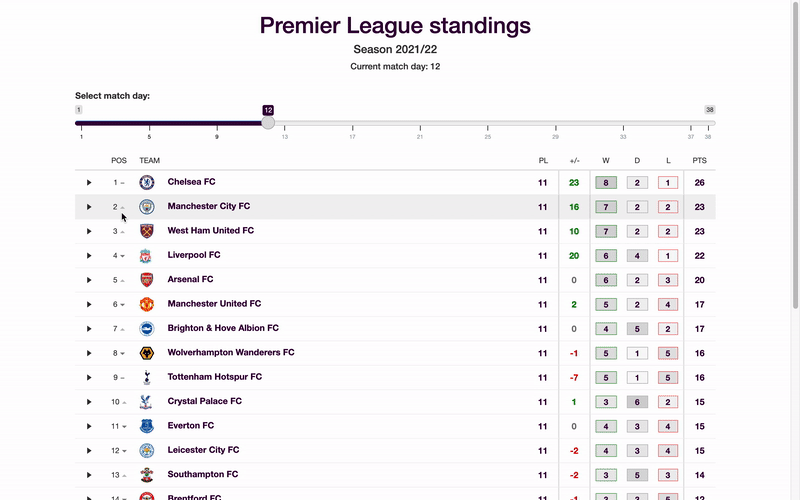 Premier League standings
Season 2021/22
Current match day: 12
Select match day:
1 12 38
1 5 9 13 17 21 25 29 33 37 38
POS TEAM PL +/- W D L PTS
1 Chelsea FC 11 23 8 2 1 26
2 Manchester City FC 11 16 7 2 2 23
3 West Ham United FC 11 10 7 2 2 23
4 Liverpool FC 11 20 6 4 1 22
5 Arsenal FC 11 0 6 2 3 20
6 Manchester United FC 11 2 5 2 4 17
7 Brighton & Hove Albion FC 11 0 4 5 2 17
8 Wolverhampton Wanderers FC 11 -1 5 1 5 16
9 Tottenham Hotspur FC 11 -7 5 1 5 16
10 Crystal Palace FC 11 1 3 6 2 15
11 Everton FC 11 0 4 3 4 15
12 Leicester City FC 11 -2 4 3 4 15
13 Southampton FC 11 -2 3 5 3 14
14 Brentford FC 11 -1 3 3 5 12